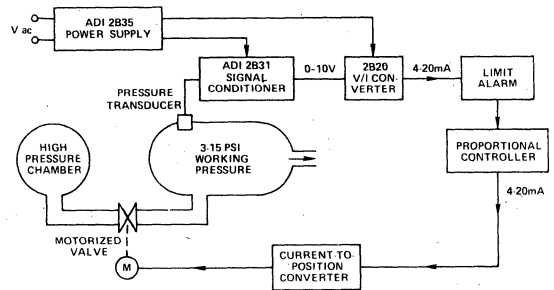 V ac
ADI 2B35
POWER SUPPLY
ADI 2B31
SIGNAL
CONDITIONER
0-10V
2B20
V/I CON-
VERTER
4-20mA
LIMIT
ALARM
PRESSURE
TRANSDUCER
HIGH
PRESSURE
CHAMBER
3-15 PSI
WORKING
PRESSURE
PROPORTIONAL
CONTROLLER
4-20mA
MOTORIZED
VALVE
M
CURRENT-TO-
POSITION
CONVERTER